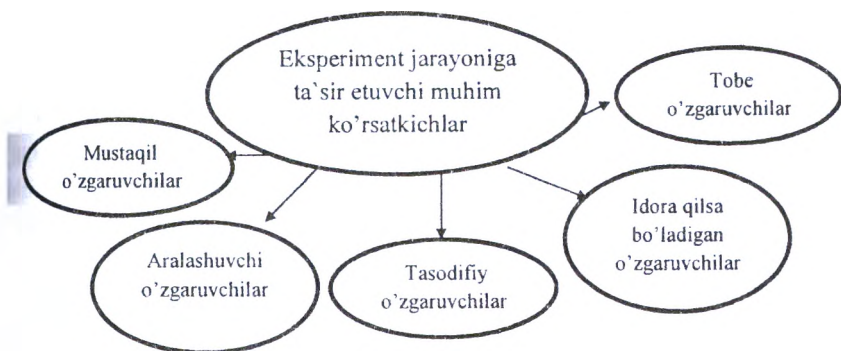 Eksperiment jarayoniga
ta`sir etuvchi muhim
ko'rsatkichlar
Tobe
o'zgaruvchilar
Mustaqil
o'zgaruvchilar
Idora qilsa
bo'ladigan
o'zgaruvchilar
Aralashuvchi
o'zgaruvchilar
Tasodifiy
o'zgaruvchilar